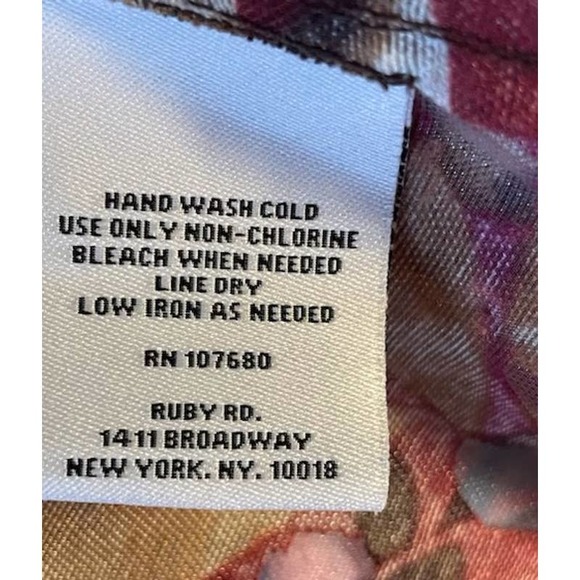 HAND WASH COLD
USE ONLY NON-CHLORINE
BLEACH WHEN NEEDED
LINE DRY
LOW IRON AS NEEDED
RN 107680
RUBY RD.
1411 BROADWAY
NEW YORK. NY. 10018